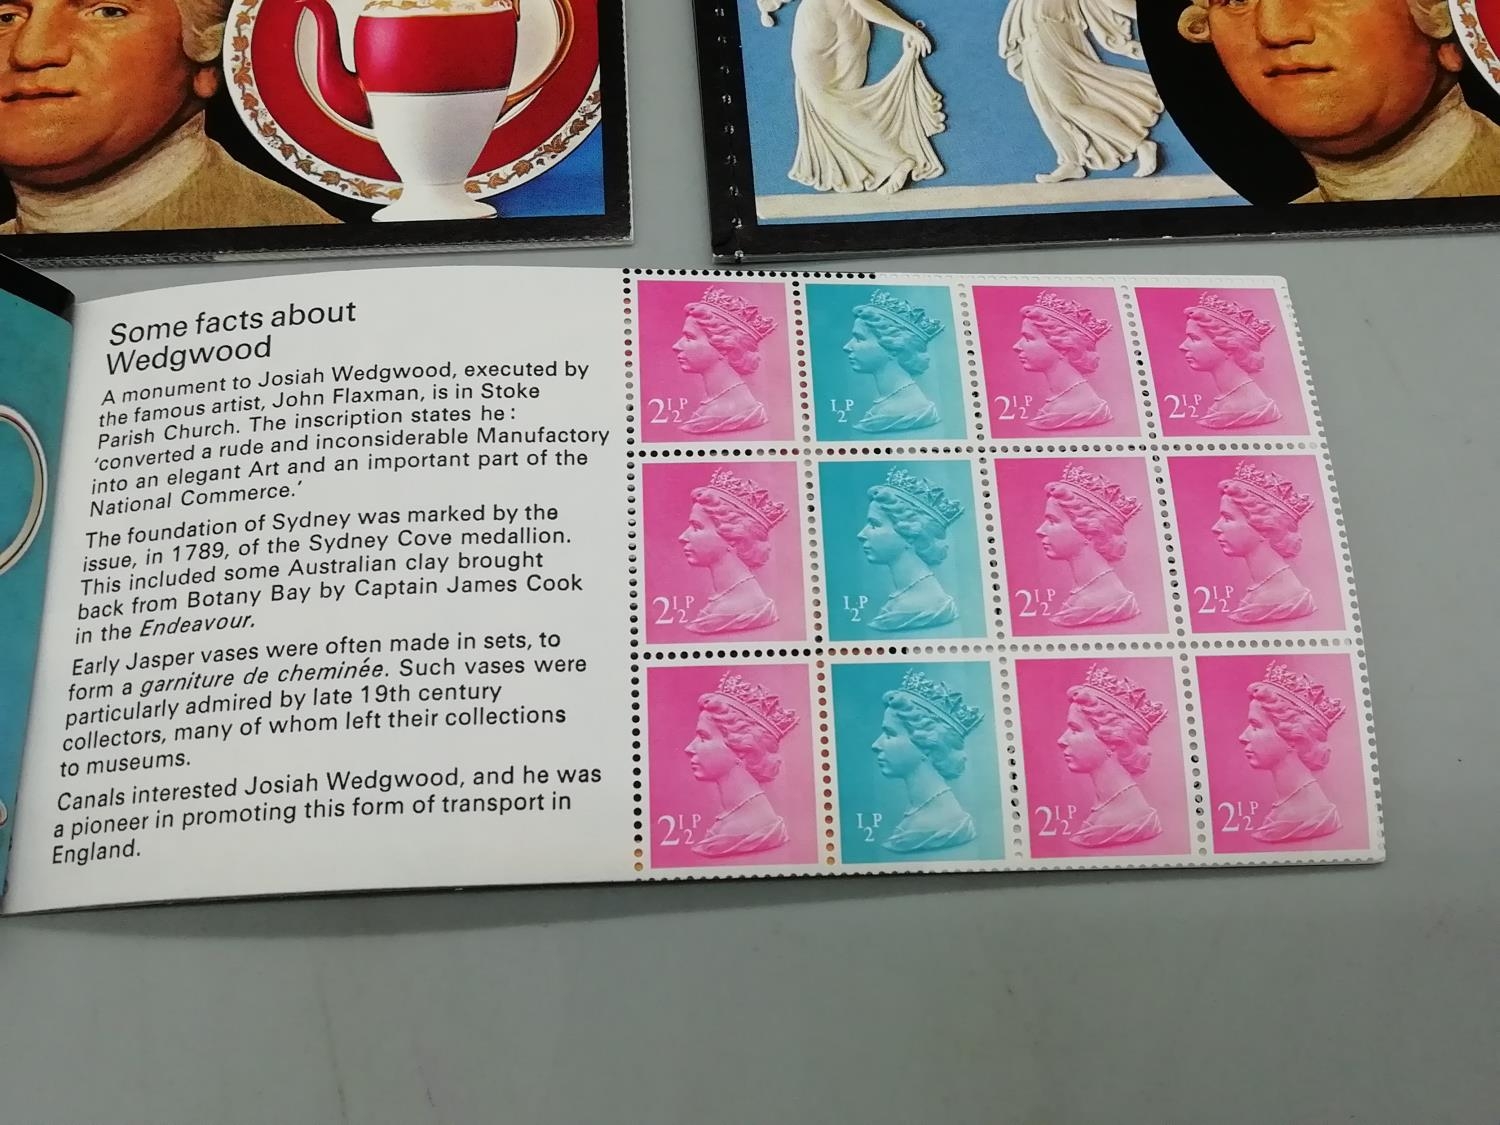 Some facts about
Wedgwood
A monument to Josiah Wedgwood, executed by
the famous artist, John Flaxman, is in Stoke
Parish Church. The inscription states he:
'converted a rude and inconsiderable Manufactory
into an elegant Art and an important part of the
National Commerce.'
The foundation of Sydney was marked by the
issue, in 1789, of the Sydney Cove medallion.
This included some Australian clay brought
back from Botany Bay by Captain James Cook
in the Endeavour.
Early Jasper vases were often made in sets, to
form a garniture de cheminée. Such vases were
particularly admired by late 19th century
collectors, many of whom left their collections
to museums.
Canals interested Josiah Wedgwood, and he was
a pioneer in promoting this form of transport in
England.
2½P ½P 2½P 2½P
2½P ½P 2½P 2½P
2½P ½P 2½P 2½P